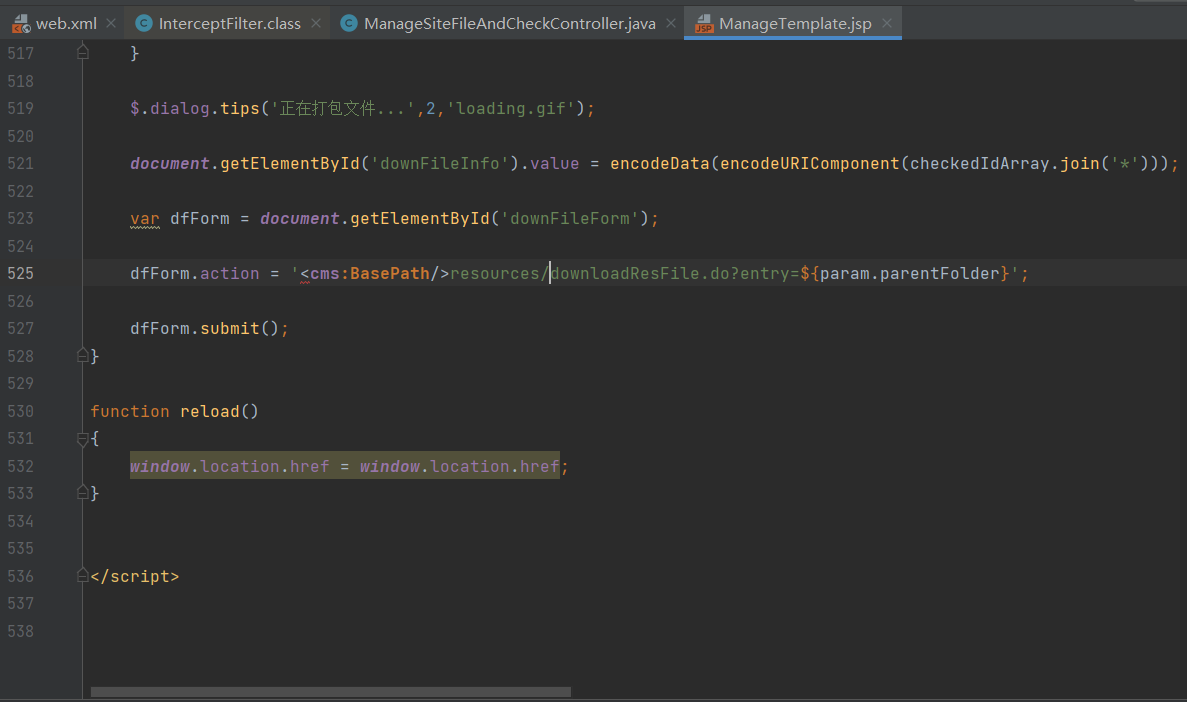 web.xml InterceptFilter.class ManageSiteFileAndCheckController.java ManageTemplate.jsp
517 }
518
519 $.dialog.tips('正在打包文件...',2,'loading.gif');
520
521 document.getElementById('downFileInfo').value = encodeData(encodeURIComponent(checkedIdArray.join('*')));
522
523 var dfForm = document.getElementById('downFileForm');
524
525 dfForm.action = '<cms:BasePath/>resources/downloadResFile.do?entry=${param.parentFolder}';
526
527 dfForm.submit();
528 }
529
530 function reload()
531 {
532 window.location.href = window.location.href;
533 }
534
535
536 </script>
537
538